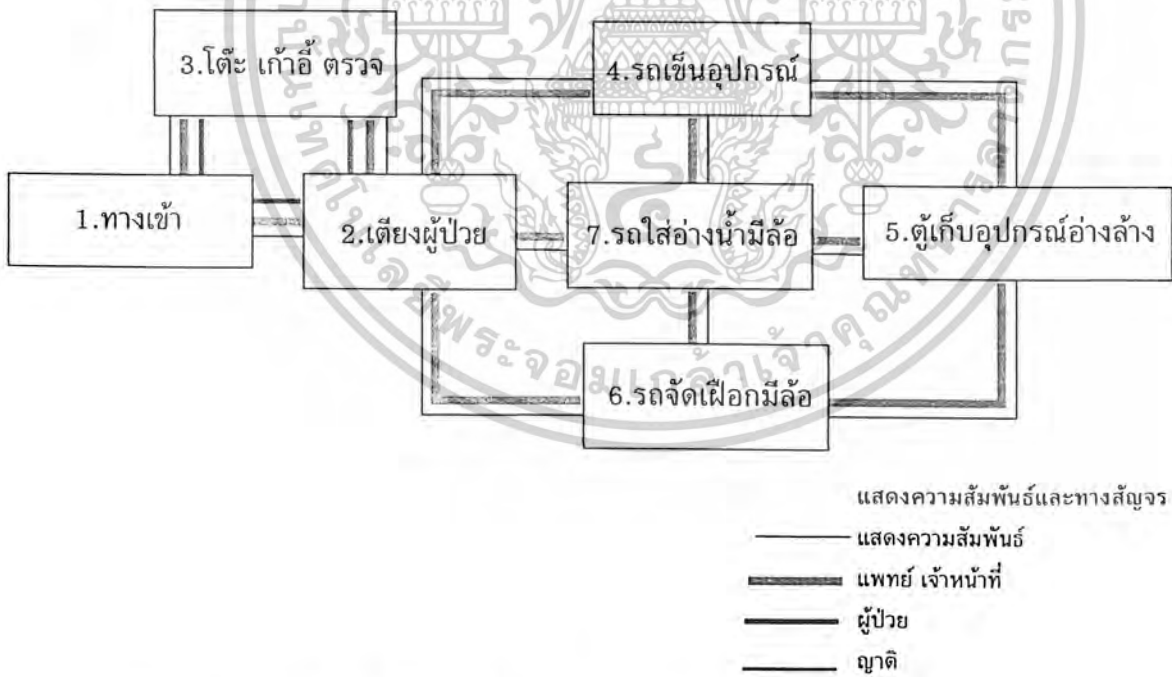 3.โต๊ะ เก้าอี้ ตรวจ
4.รถเข็นอุปกรณ์
1.ทางเข้า
2.เตียงผู้ป่วย
7.รถใส่อ่างน้ำมีล้อ
5.ตู้เก็บอุปกรณ์อ่างล้าง
6.รถจัดเฝือกมีล้อ
แสดงความสัมพันธ์และทางสัญจร
แสดงความสัมพันธ์
แพทย์ เจ้าหน้าที่
ผู้ป่วย
ญาติ